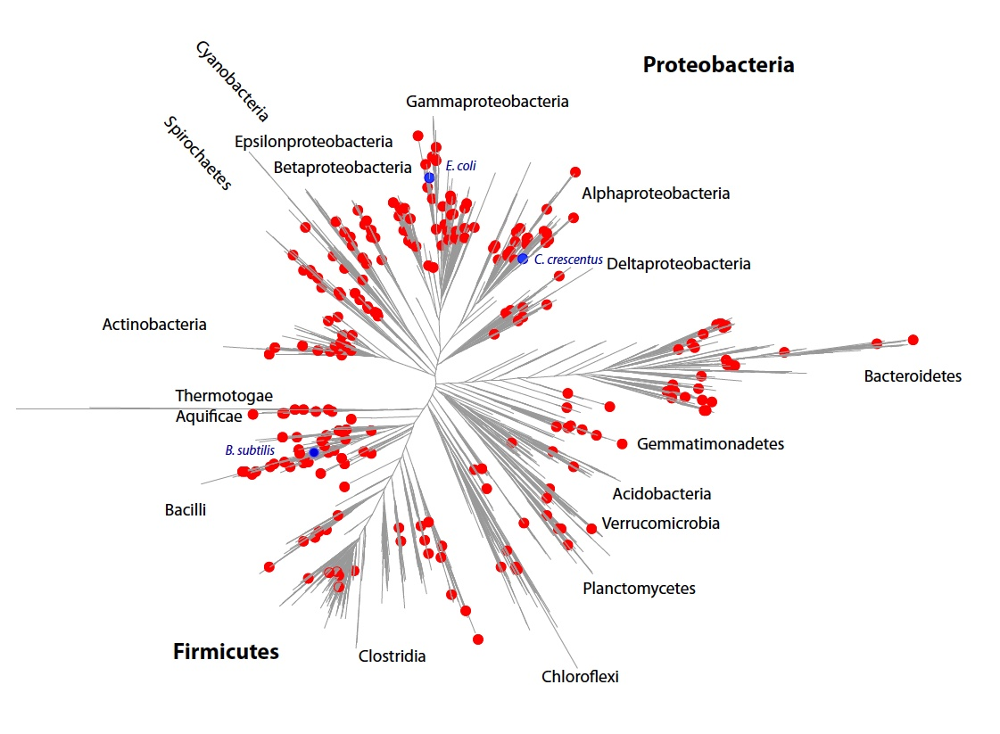 Proteobacteria
Cyanobacteria
Gammaproteobacteria
Spirochaetes
Epsilonproteobacteria
Betaproteobacteria
E. coli
Alphaproteobacteria
C. crescentus
Deltaproteobacteria
Actinobacteria
Bacteroidetes
Thermotogae
Aquificae
Gemmatimonadetes
B. subtilis
Acidobacteria
Bacilli
Verrucomicrobia
Planctomycetes
Firmicutes
Clostridia
Chloroflexi